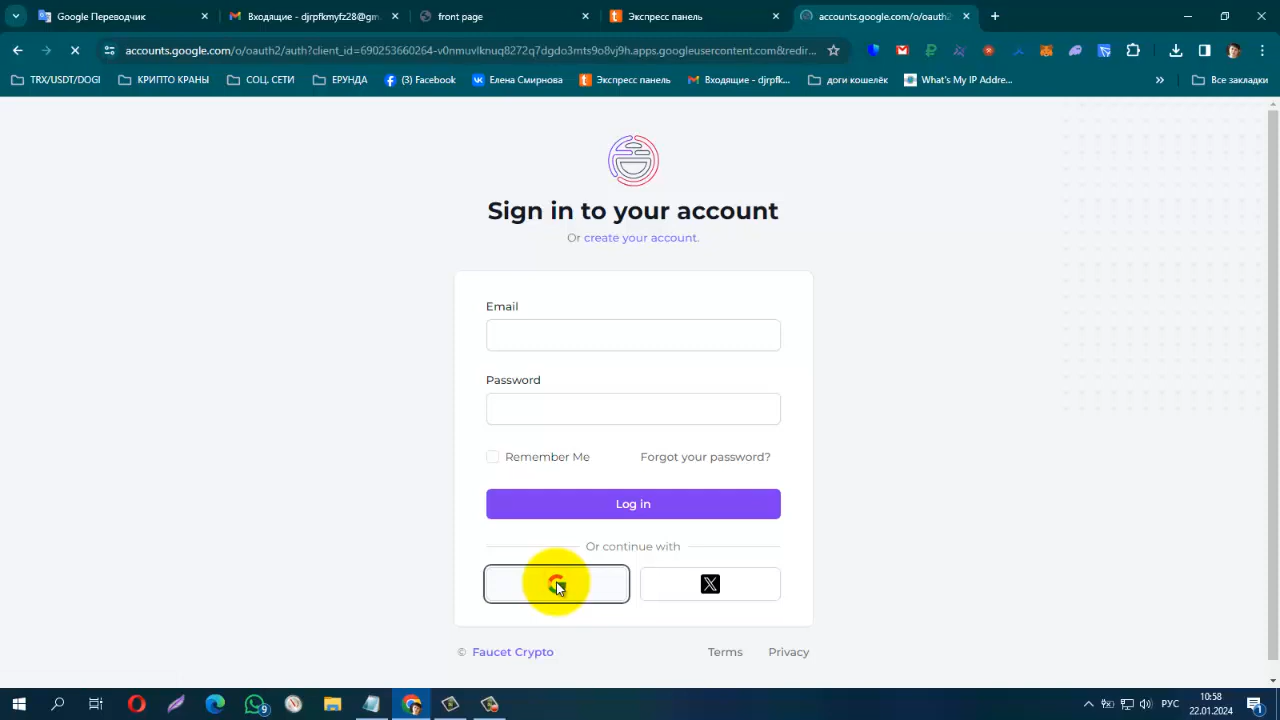 Google Переводчик
Входящие - djrpfkmyfz28@gm
front page
Экспресс панель
accounts.google.com/o/oauth2
accounts.google.com/o/oauth2/auth?client_id=690253660264-v0nmuvlknuq8272q7dgdo3mts9o8vj9h.apps.googleusercontent.com&redir...
TRX/USDT/DOGI
КРИПТО КРАНЫ
СОЦ. СЕТИ
ЕРУНДА
(3) Facebook
Елена Смирнова
Экспресс панель
Входящие - djrpfk...
доги кошелёк
What's My IP Addre...
»
Все закладки
Sign in to your account
Or create your account.
Email
Password
Remember Me
Forgot your password?
Log in
Or continue with
© Faucet Crypto
Terms
Privacy
9
РУС
10:58
22.01.2024
1